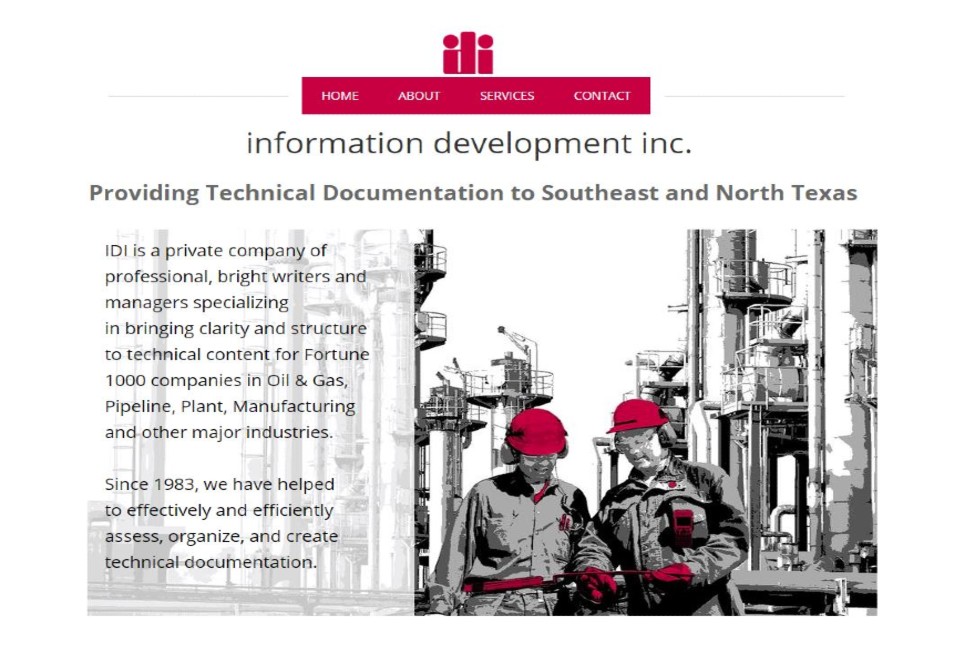 idi
HOME ABOUT SERVICES CONTACT
information development inc.
Providing Technical Documentation to Southeast and North Texas
IDI is a private company of
professional, bright writers and
managers specializing
in bringing clarity and structure
to technical content for Fortune
1000 companies in Oil & Gas,
Pipeline, Plant, Manufacturing
and other major industries.
Since 1983, we have helped
to effectively and efficiently
assess, organize, and create
technical documentation.